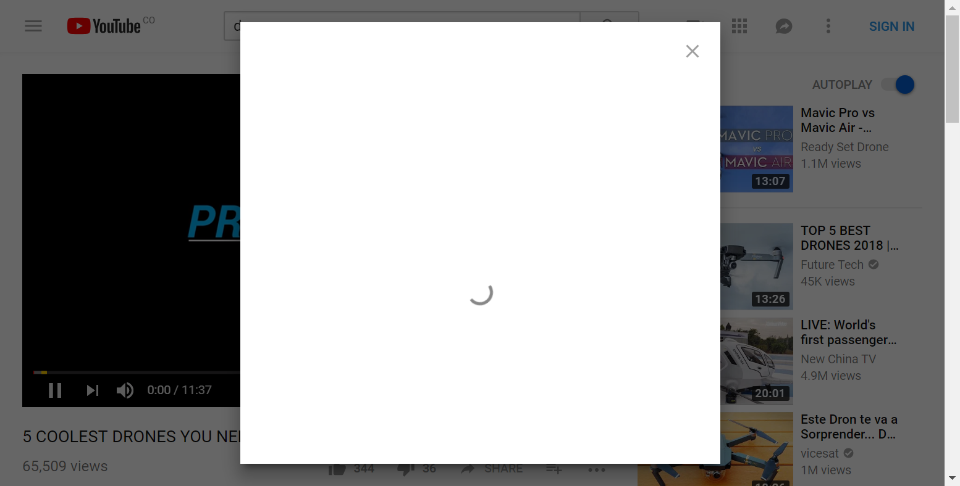 YouTube CO
SIGN IN
AUTOPLAY
PR
MAVIC PRO
vs
MAVIC AIR
13:07
Mavic Pro vs
Mavic Air -...
Ready Set Drone
1.1M views
13:26
TOP 5 BEST
DRONES 2018 |...
Future Tech
45K views
20:01
LIVE: World's
first passenger...
New China TV
4.9M views
Este Dron te va a
Sorprender... D...
vicesat
1M views
0:00 / 11:37
5 COOLEST DRONES YOU NE
65,509 views
344
36
SHARE